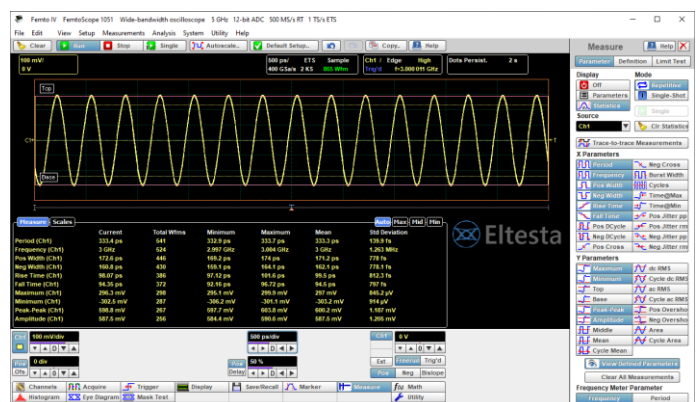 Femto IV FemtoScope 1051 Wide-bandwidth oscilloscope 5 GHz 12-bit ADC 500 MS/s RT 1 TS/s ETS
File Edit View Setup Measurements Analysis System Utility Help
Clear Run Stop Single Autoscale.. Default Setup.. Copy.. Help
100 mV/
0 V
500 ps/ ETS Sample
400 GSa/s 2 KS Wfm
Ch1 / Edge High
Trig'd f=3.000 011 GHz
Dots Persist. 2 s
Top
Ch1
T
Base
Measure Scales
Auto Max Mid Min
Current Total Wfms Minimum Maximum Mean Std Deviation
Period (Ch1) 333.4 ps 541 332.9 ps 333.7 ps 333.3 ps 139.9 fs
Frequency (Ch1) 3 GHz 524 2.997 GHz 3.004 GHz 3 GHz 1.263 MHz
Pos Width (Ch1) 172.6 ps 446 169.2 ps 174 ps 171.2 ps 778 fs
Neg Width (Ch1) 160.8 ps 430 159.1 ps 164.1 ps 162.1 ps 778.1 fs
Rise Time (Ch1) 98.07 ps 386 97.12 ps 101.6 ps 99.6 ps 812.3 fs
Fall Time (Ch1) 94.35 ps 372 92.16 ps 96.72 ps 94.5 ps 797 fs
Maximum (Ch1) 296.3 mV 298 295.1 mV 299.9 mV 297 mV 845.2 µV
Minimum (Ch1) -302.5 mV 287 -306.2 mV -301.1 mV -303.2 mV 914 µV
Peak-Peak (Ch1) 598.8 mV 267 597.7 mV 603.8 mV 600.2 mV 1.187 mV
Amplitude (Ch1) 587.5 mV 256 584.4 mV 590.6 mV 587.5 mV 1.205 mV
Eltesta
Ch1 100 mV/div
500 ps/div
Ch1 0 V
Pos 0 div
Ofs
Pos 50 %
Delay
Ext Freerun Trig'd
Pos Neg Bislope
Channels Acquire Trigger Display Save/Recall Marker Measure Math
Histogram Eye Diagram Mask Test Utility
Measure Help
Parameter Definition Limit Test
Display Mode
Off Repetitive
Parameters Single-Shot
Statistics Single
Source
Ch1 Clr Statistics
Trace-to-trace Measurements
X Parameters
Period Neg Cross
Frequency Burst Width
Pos Width Cycles
Neg Width Time@Max
Rise Time Time@Min
Fall Time Pos Jitter pp
Pos DCycle Pos Jitter rm
Neg DCycle Neg Jitter pp
Pos Cross Neg Jitter rm
Y Parameters
Maximum dc RMS
Minimum Cycle dc RMS
Top ac RMS
Base Cycle ac RMS
Peak-Peak Pos Oversho
Amplitude Neg Oversho
Middle Area
Mean Cycle Area
Cycle Mean
View Defined Parameters
Clear All Measurements
Frequency Meter Parameter
Frequency Period